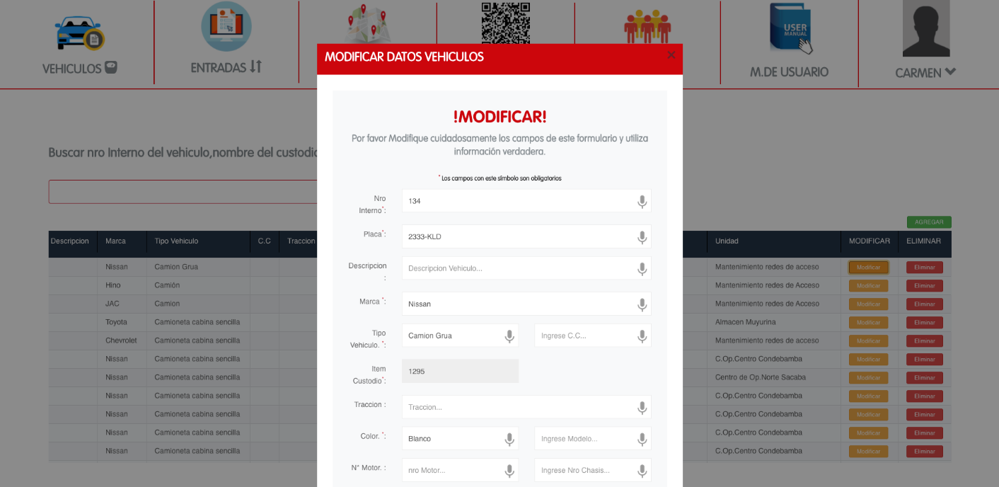 USER
MANUAL
VEHICULOS
ENTRADAS
M.DE USUARIO
CARMEN
MODIFICAR DATOS VEHICULOS
×
!MODIFICAR!
Por favor Modifique cuidadosamente los campos de este formulario y utiliza
información verdadera.
* Los campos con este símbolo son obligatorios
Nro
Interno*:
134
Placa*:
2333-KLD
Descripcion
:
Descripcion Vehiculo...
Marca *:
Nissan
Tipo
Vehiculo. *:
Camion Grua
Ingrese C.C...
Item
Custodio*:
1295
Traccion :
Traccion...
Color. *:
Blanco
Ingrese Modelo...
N° Motor. :
nro Motor...
Ingrese Nro Chasis...
Buscar nro Interno del vehiculo,nombre del custodio
AGREGAR
Descripcion Marca Tipo Vehiculo C.C Traccion Unidad MODIFICAR ELIMINAR
Nissan Camion Grua Mantenimiento redes de acceso Modificar Eliminar
Hino Camión Mantenimiento redes de Acceso Modificar Eliminar
JAC Camion Mantenimiento redes de Acceso Modificar Eliminar
Toyota Camioneta cabina sencilla Almacen Muyurina Modificar Eliminar
Chevrolet Camioneta cabina sencilla Mantenimiento redes de acceso Modificar Eliminar
Nissan Camioneta cabina sencilla C.Op.Centro Condebamba Modificar Eliminar
Nissan Camioneta cabina sencilla Centro de Op.Norte Sacaba Modificar Eliminar
Nissan Camioneta cabina sencilla C.Op.Centro Condebamba Modificar Eliminar
Nissan Camioneta cabina sencilla C.Op.Centro Condebamba Modificar Eliminar
Nissan Camioneta cabina sencilla C.Op.Centro Condebamba Modificar Eliminar
Nissan Camioneta cabina sencilla C.Op.Centro Condebamba Modificar Eliminar